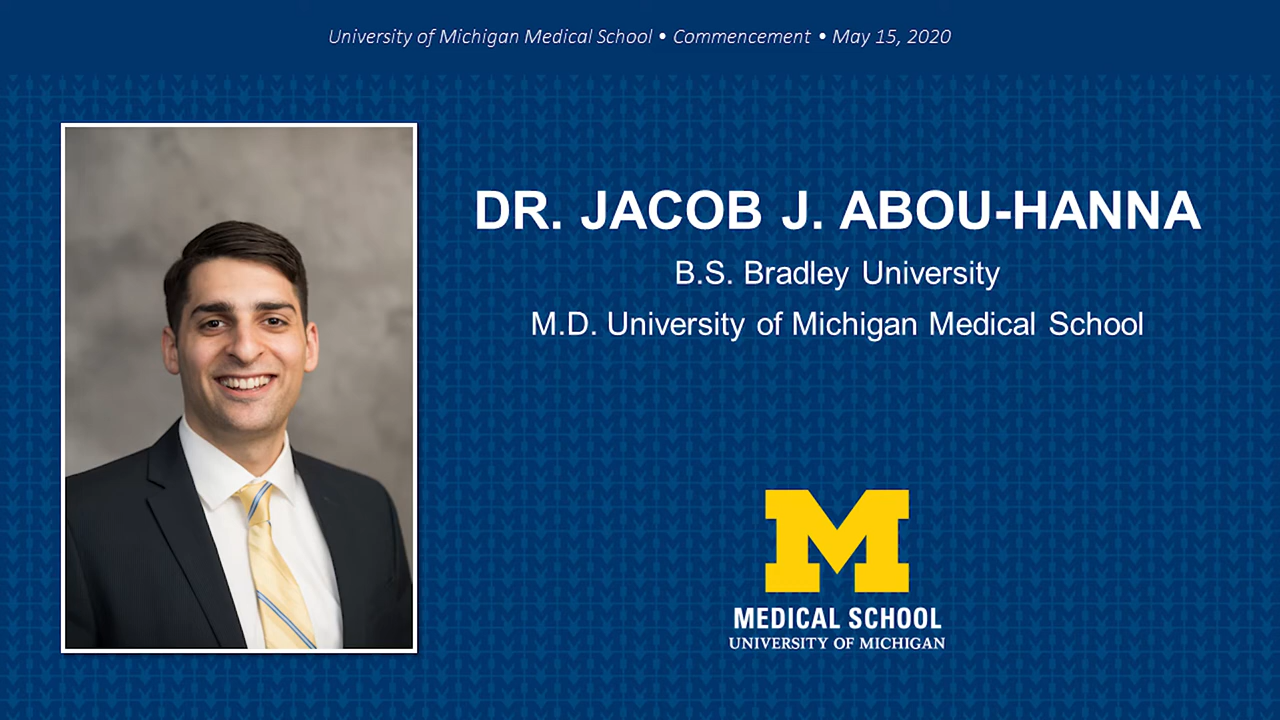 University of Michigan Medical School • Commencement • May 15, 2020
DR. JACOB J. ABOU-HANNA
B.S. Bradley University
M.D. University of Michigan Medical School
M
MEDICAL SCHOOL
UNIVERSITY OF MICHIGAN